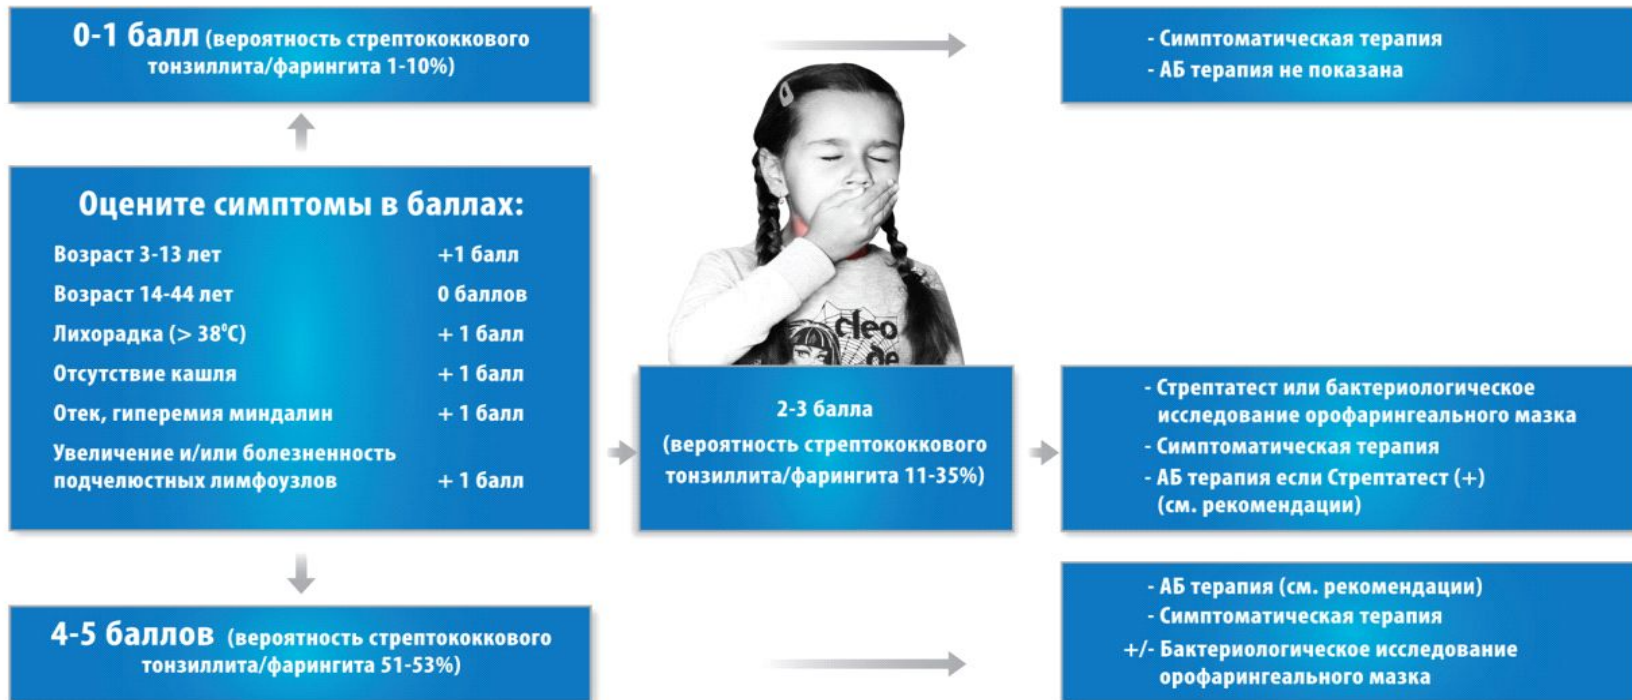 0-1 балл (вероятность стрептококкового
тонзиллита/фарингита 1-10%)
- Симптоматическая терапия
- АБ терапия не показана
Оцените симптомы в баллах:
Возраст 3-13 лет +1 балл
Возраст 14-44 лет 0 баллов
Лихорадка (> 38⁰С) + 1 балл
Отсутствие кашля + 1 балл
Отек, гиперемия миндалин + 1 балл
Увеличение и/или болезненность
подчелюстных лимфоузлов + 1 балл
cleo
de
2-3 балла
(вероятность стрептококкового
тонзиллита/фарингита 11-35%)
- Стрептатест или бактериологическое
исследование орофарингеального мазка
- Симптоматическая терапия
- АБ терапия если Стрептатест (+)
(см. рекомендации)
4-5 баллов (вероятность стрептококкового
тонзиллита/фарингита 51-53%)
- АБ терапия (см. рекомендации)
- Симптоматическая терапия
+/- Бактериологическое исследование
орофарингеального мазка